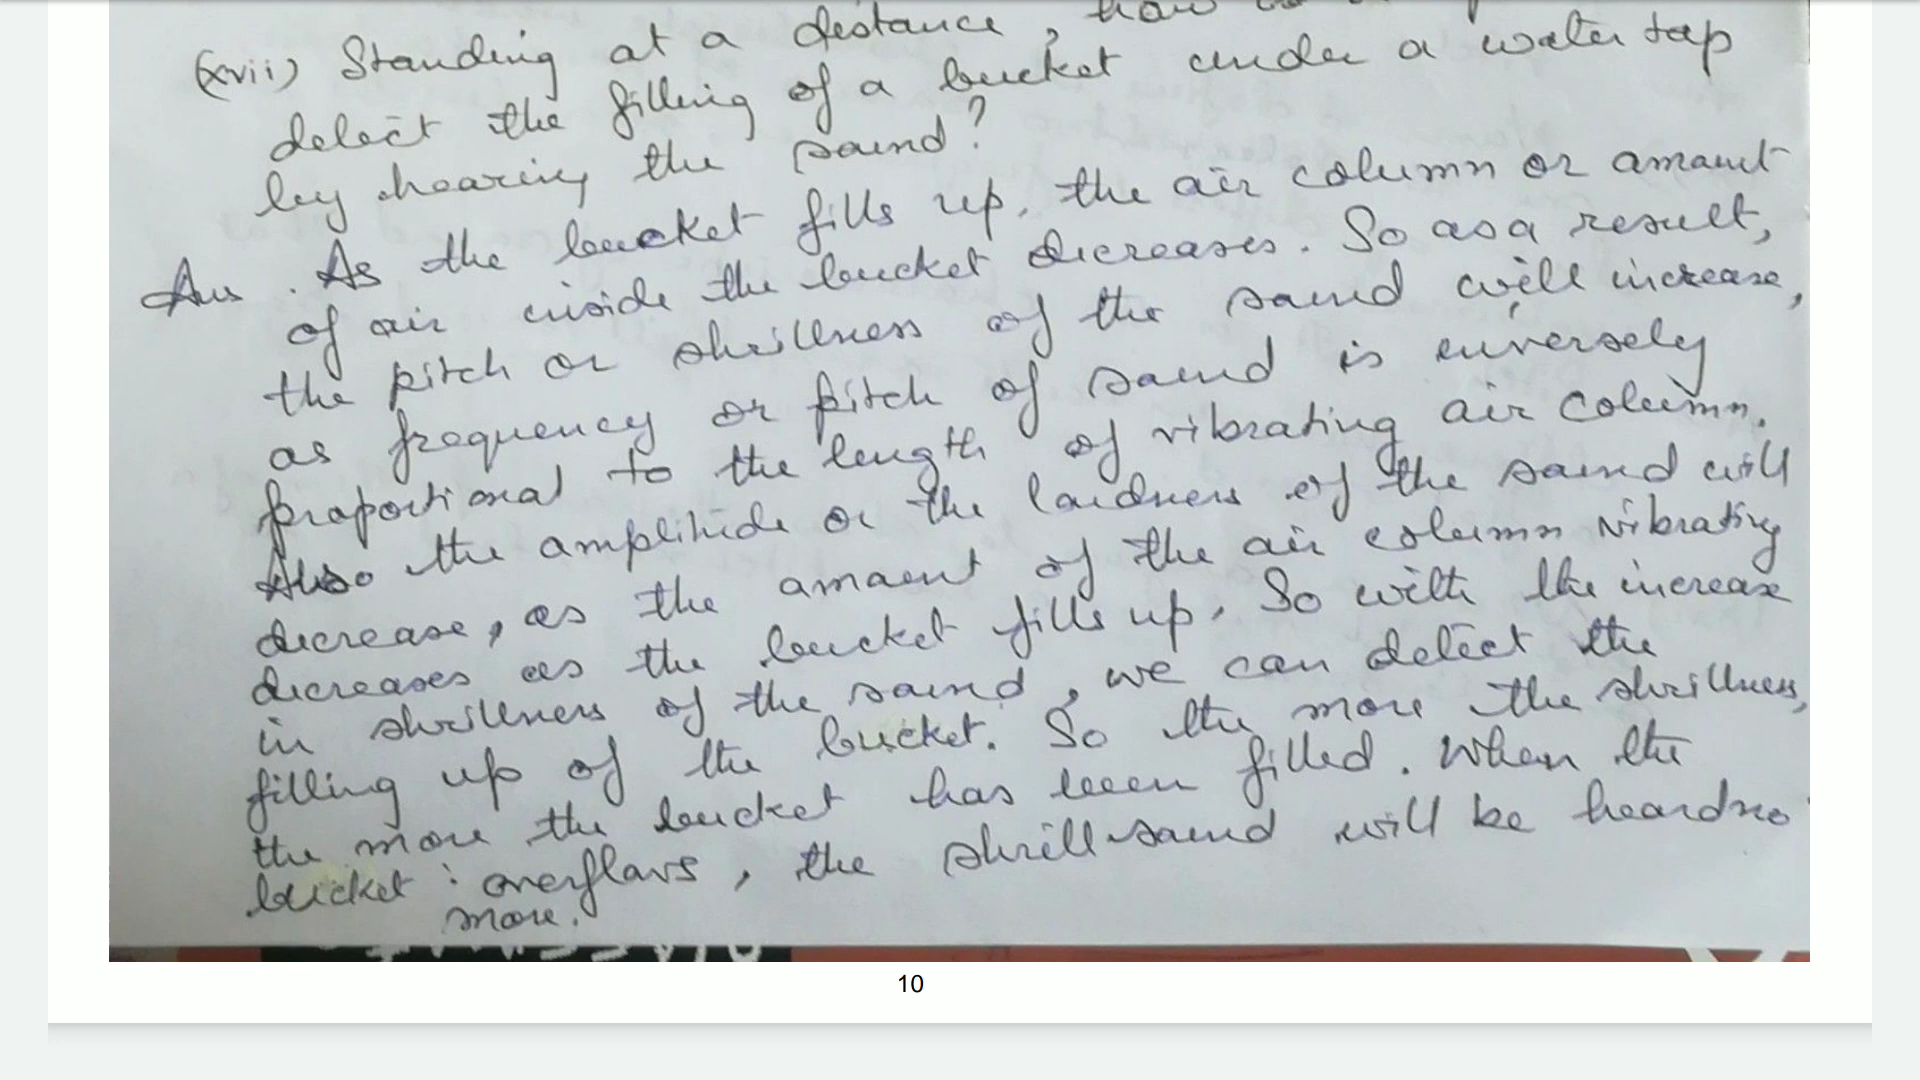 (xvii) Standing at a distance, how
detect the filling of a bucket under a water tap
by hearing the sound?
Ans. As the bucket fills up, the air column or amount
of air inside the bucket decreases. So as a result,
the pitch or shrillness of the sound will increase,
as frequency or pitch of sound is inversely
proportional to the length of vibrating air column.
Also the amplitude or the loudness of the sound will
decrease, as the amount of the air column vibrating
decreases as the bucket fills up. So with the increase
in shrillness of the sound, we can detect the
filling up of the bucket. So the more the shrillness,
the more the bucket has been filled. When the
bucket overflows, the shrill sound will be heard no
more.
10